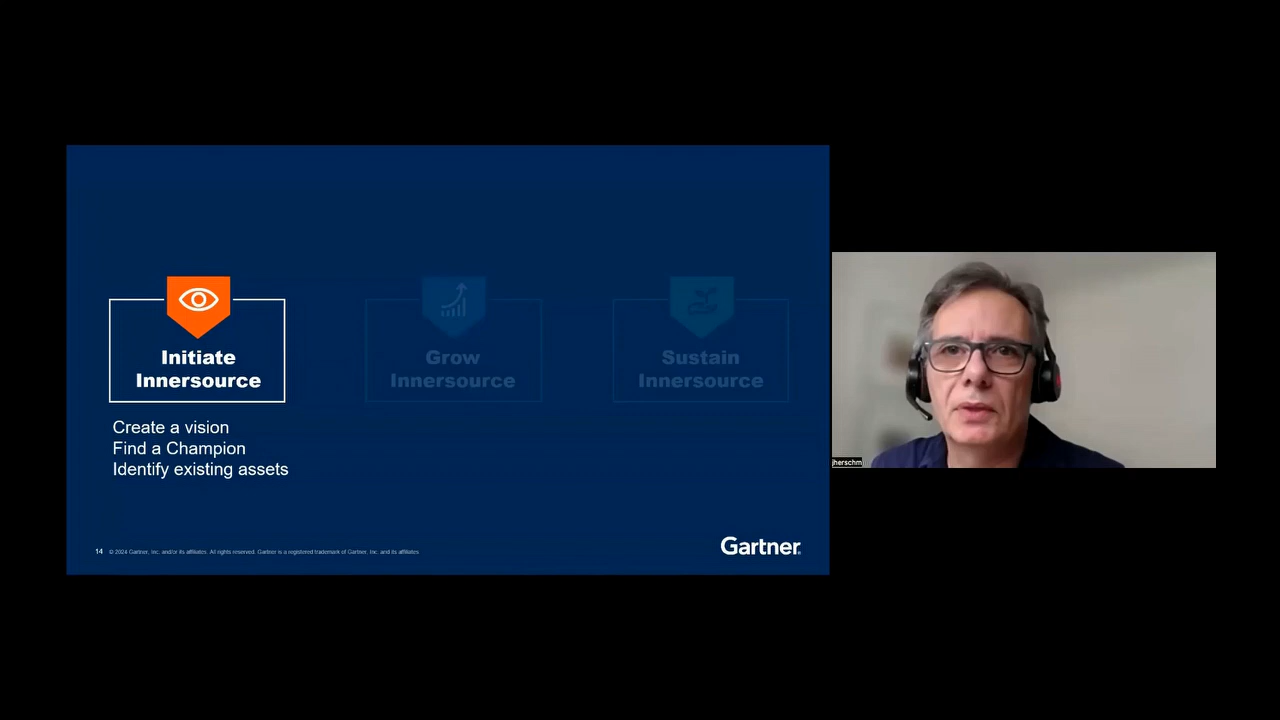 Initiate
Innersource
Grow
Innersource
Sustain
Innersource
Create a vision
Find a Champion
Identify existing assets
14 © 2024 Gartner, Inc. and/or its affiliates. All rights reserved. Gartner is a registered trademark of Gartner, Inc. and its affiliates.
Gartner
jherschm